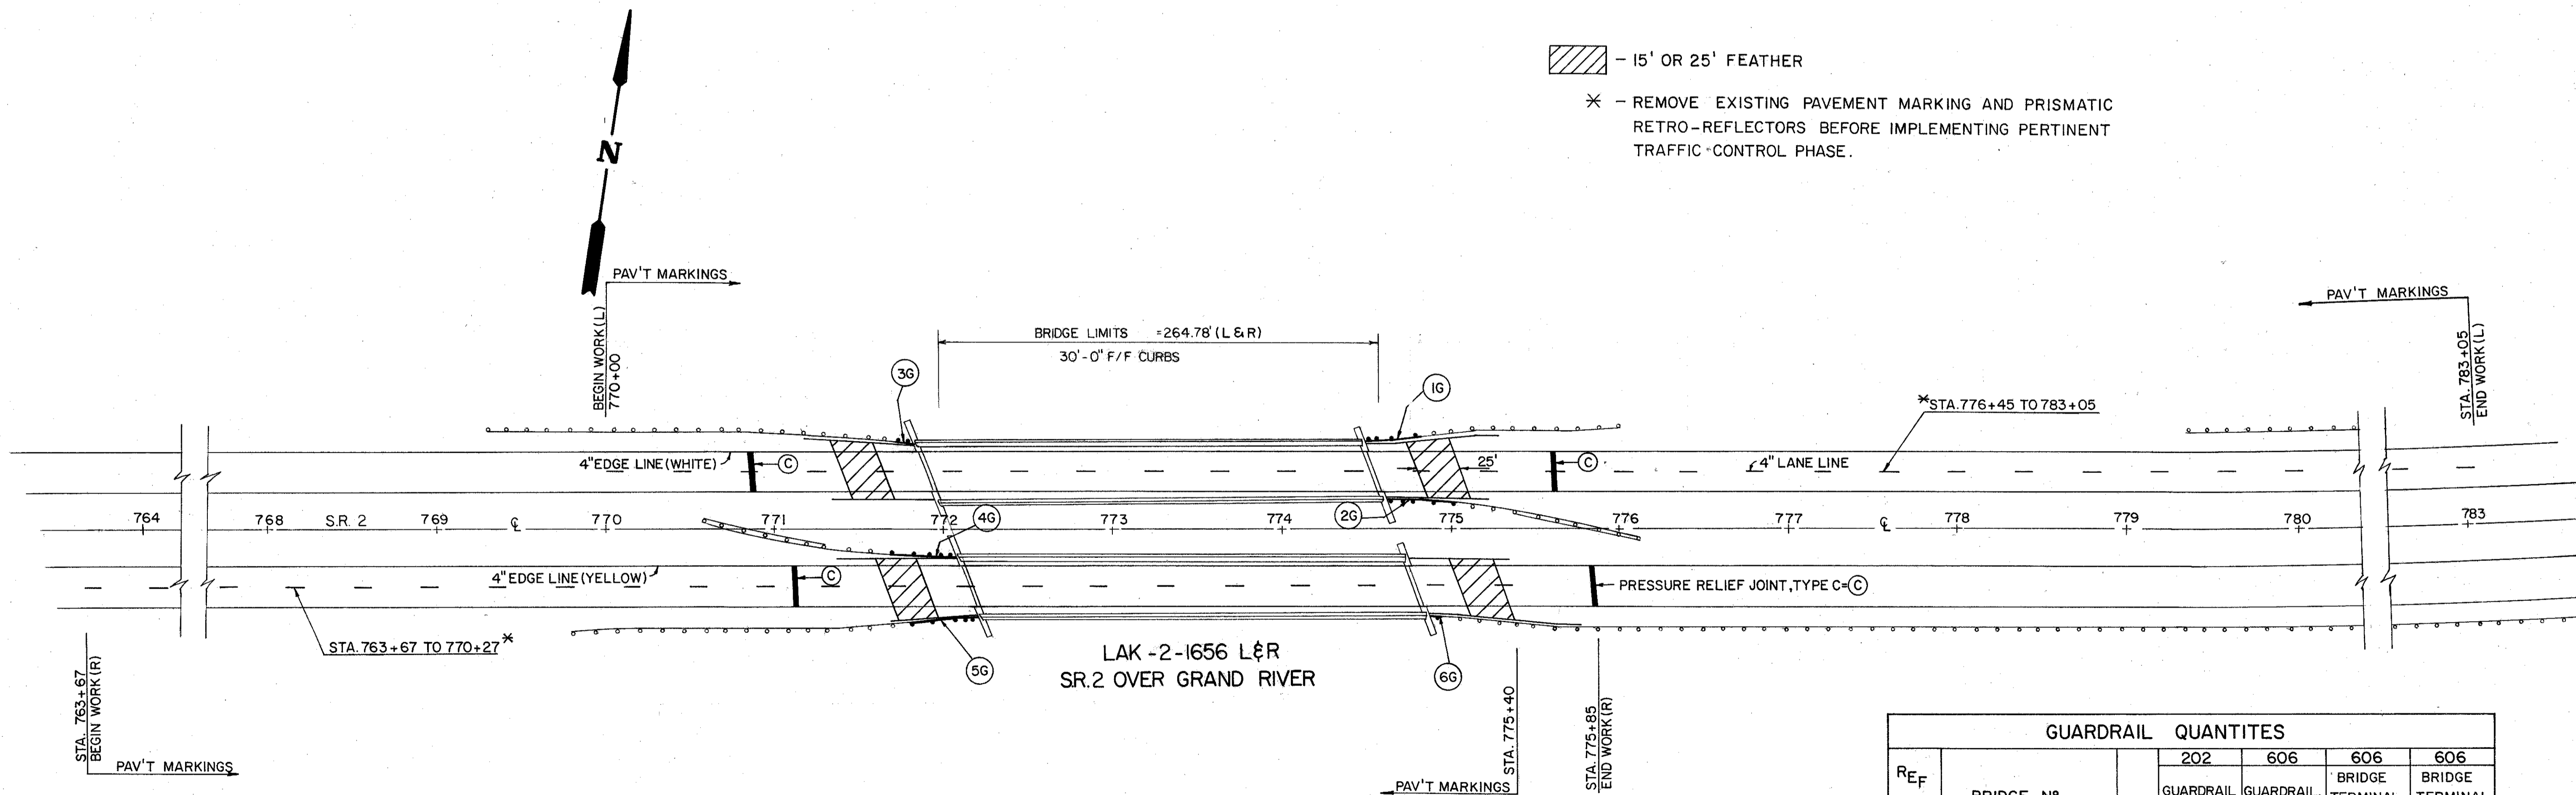 - 15' OR 25' FEATHER
* - REMOVE EXISTING PAVEMENT MARKING AND PRISMATIC
RETRO-REFLECTORS BEFORE IMPLEMENTING PERTINENT
TRAFFIC CONTROL PHASE.
N
PAV'T MARKINGS
BEGIN WORK (L)
770+00
BRIDGE LIMITS =264.78' (L & R)
30'-0" F/F CURBS
PAV'T MARKINGS
STA. 783+05
END WORK (L)
3G
1G
*STA. 776+45 TO 783+05
4" EDGE LINE (WHITE)
C
25'
C
4" LANE LINE
764
768
S.R. 2
769
℄
770
771
772
4G
773
774
2G
775
776
777
℄
778
779
780
783
4" EDGE LINE (YELLOW)
C
PRESSURE RELIEF JOINT, TYPE C=C
STA. 763+67 TO 770+27*
5G
6G
LAK-2-1656 L&R
S.R. 2 OVER GRAND RIVER
STA. 763+67
BEGIN WORK (R)
PAV'T MARKINGS
STA. 775+40
PAV'T MARKINGS
STA. 775+85
END WORK (R)
GUARDRAIL QUANTITES
202 606 606 606
REF
BRIDGE BRIDGE
BRIDGE Nº GUARDRAIL GUARDRAIL TERMINAL TERMINAL